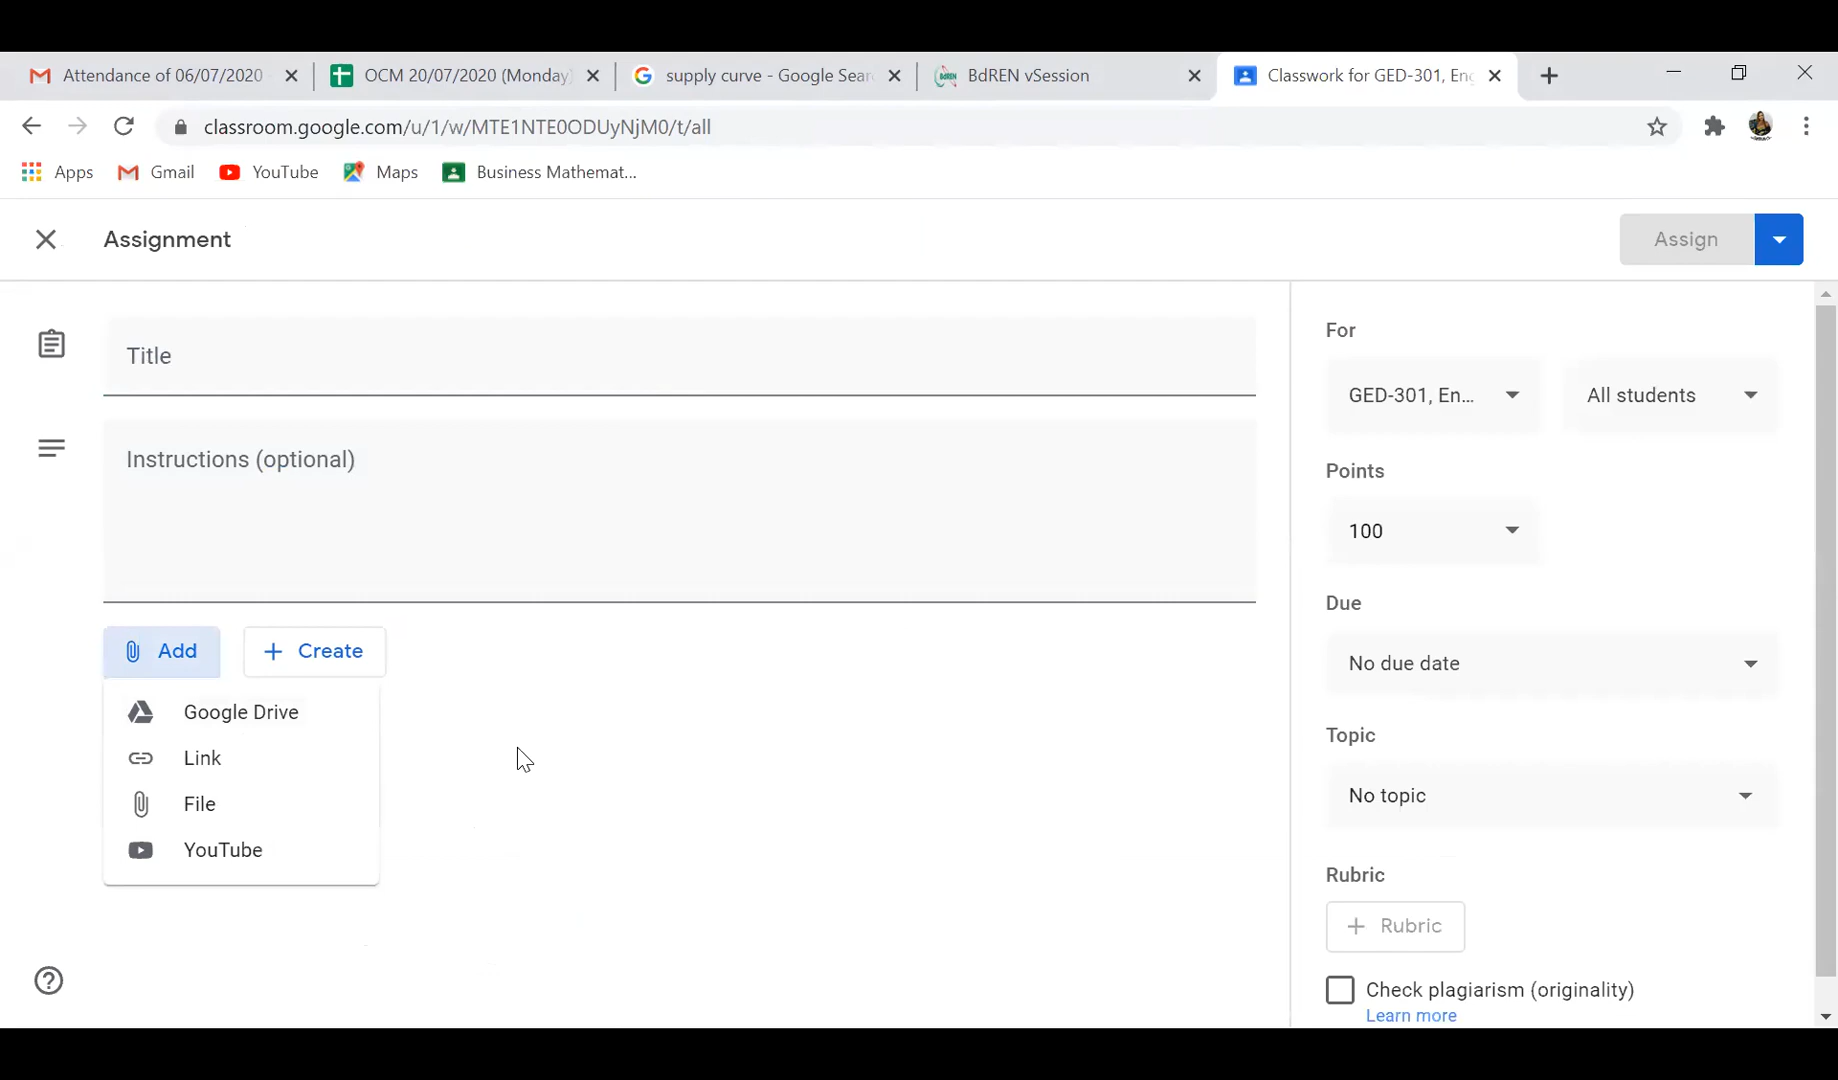 Attendance of 06/07/2020
OCM 20/07/2020 (Monday)
supply curve - Google Sear
BdREN vSession
Classwork for GED-301, Eng
classroom.google.com/u/1/w/MTE1NTE0ODUyNjM0/t/all
Apps
Gmail
YouTube
Maps
Business Mathemat...
Assignment
Assign
Title
Instructions (optional)
Add
Create
Google Drive
Link
File
YouTube
For
GED-301, En...
All students
Points
100
Due
No due date
Topic
No topic
Rubric
Rubric
Check plagiarism (originality)
Learn more